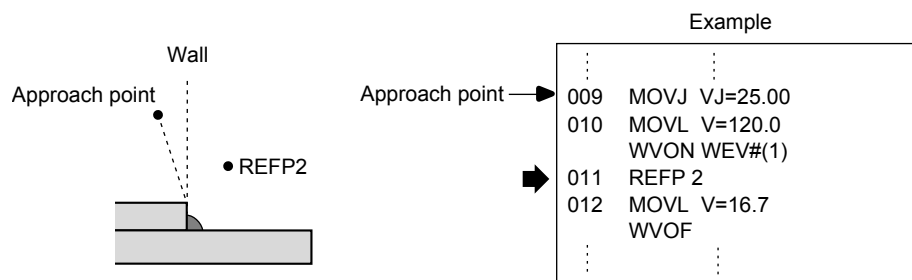 Wall
Approach point
REFP2
Example
Approach point
009 MOVJ VJ=25.00
010 MOVL V=120.0
WVON WEV#(1)
011 REFP 2
012 MOVL V=16.7
WVOF